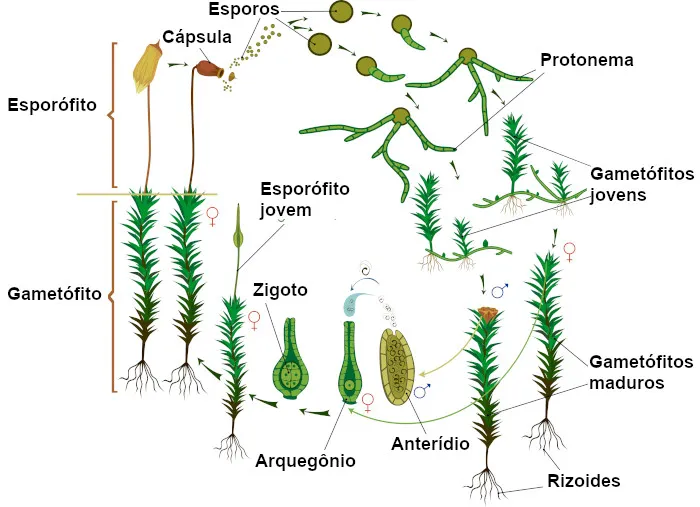 Esporos
Cápsula
Protonema
Esporófito
Gametófitos
jovens
Esporófito
jovem
Gametófito
Zigoto
Gametófitos
maduros
Anterídio
Arquegônio
Rizoides